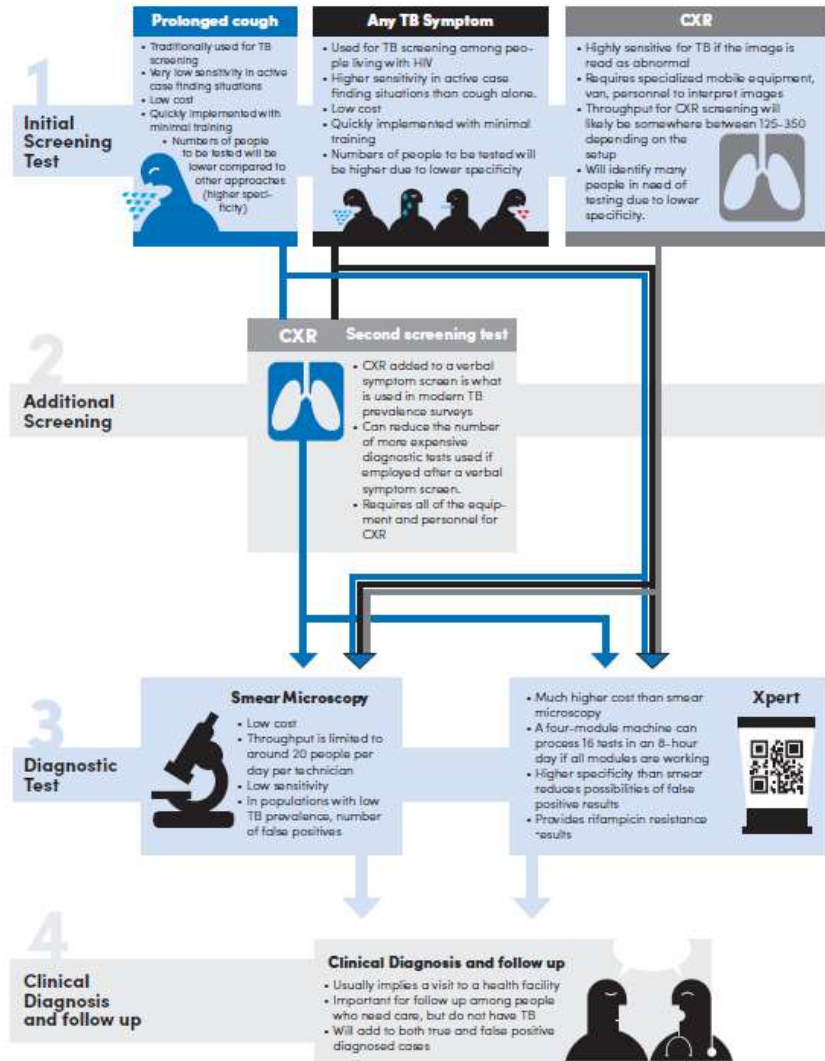 1
Initial
Screening
Test
Prolonged cough
• Traditionally used for TB
screening
• Very low sensitivity in active
case finding situations
• Low cost
• Quickly implemented with
minimal training
• Numbers of people
to be tested will be
lower compared to
other approaches
(higher speci-
ficity)
Any TB Symptom
• Used for TB screening among peo-
ple living with HIV
• Higher sensitivity in active case
finding situations than cough alone.
• Low cost
• Quickly implemented with minimal
training
• Numbers of people to be tested will
be higher due to lower specificity
CXR
• Highly sensitive for TB if the image is
read as abnormal
• Requires specialized mobile equipment,
van, personnel to interpret images
• Throughput for CXR screening will
likely be somewhere between 125-350
depending on the
setup
• Will identify many
people in need of
testing due to lower
specificity.
2
Additional
Screening
CXR Second screening test
• CXR added to a verbal
symptom screen is what
is used in modern TB
prevalence surveys
• Can reduce the number
of more expensive
diagnostic tests used if
employed after a verbal
symptom screen.
• Requires all of the equip-
ment and personnel for
CXR
3
Diagnostic
Test
Smear Microscopy
• Low cost
• Throughput is limited to
around 20 people per
day per technician
• Low sensitivity
• In populations with low
TB prevalence, number
of false positives
Xpert
• Much higher cost than smear
microscopy
• A four-module machine can
process 16 tests in an 8-hour
day if all modules are working
• Higher specificity than smear
reduces possibilities of false
positive results
• Provides rifampicin resistance
results
4
Clinical
Diagnosis
and follow up
Clinical Diagnosis and follow up
• Usually implies a visit to a health facility
• Important for follow up among people
who need care, but do not have TB
• Will add to both true and false positive
diagnosed cases